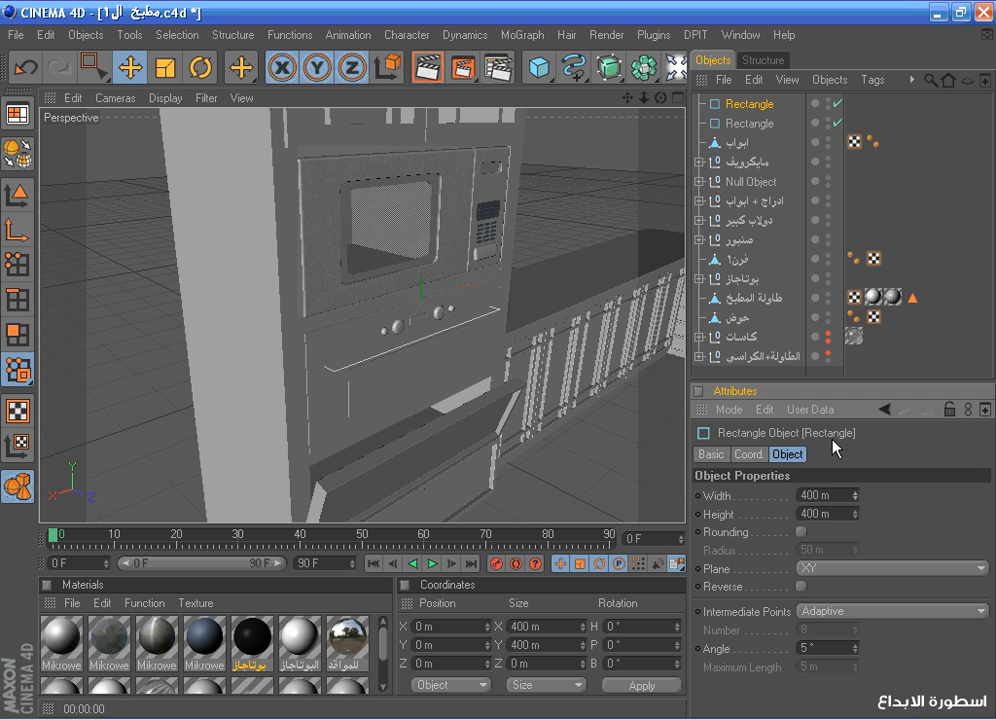 CINEMA 4D - [مطبخ ال1.c4d *]
File Edit Objects Tools Selection Structure Functions Animation Character Dynamics MoGraph Hair Render Plugins DPIT Window Help
Objects Structure
File Edit View Objects Tags
Edit Cameras Display Filter View
Perspective
Rectangle
Rectangle
ابواب
مايكرويف
Null Object
ادراج + ابواب
دولاب كبير
صنبور
فرن1
بوتاجاز
طاولة المطبخ
حوض
كاسات
الطاولة+الكراسي
Attributes
Mode Edit User Data
Rectangle Object [Rectangle]
Basic Coord. Object
Object Properties
Width 400 m
Height 400 m
Rounding
Radius 50 m
Plane XY
Reverse
Intermediate Points Adaptive
Number 8
Angle 5 °
Maximum Length 5 m
Y
X Z
0 10 20 30 40 50 60 70 80 90 0 F
0 F 0 F 90 F 90 F
Materials
File Edit Function Texture
Mikrowe Mikrowe Mikrowe Mikrowe بوتاجاز البوتاجاز للمواقد
Coordinates
Position Size Rotation
X 0 m X 400 m H 0 °
Y 0 m Y 400 m P 0 °
Z 0 m Z 0 m B 0 °
Object Size Apply
00:00:00
MAXON CINEMA 4D
اسطورة الابداع